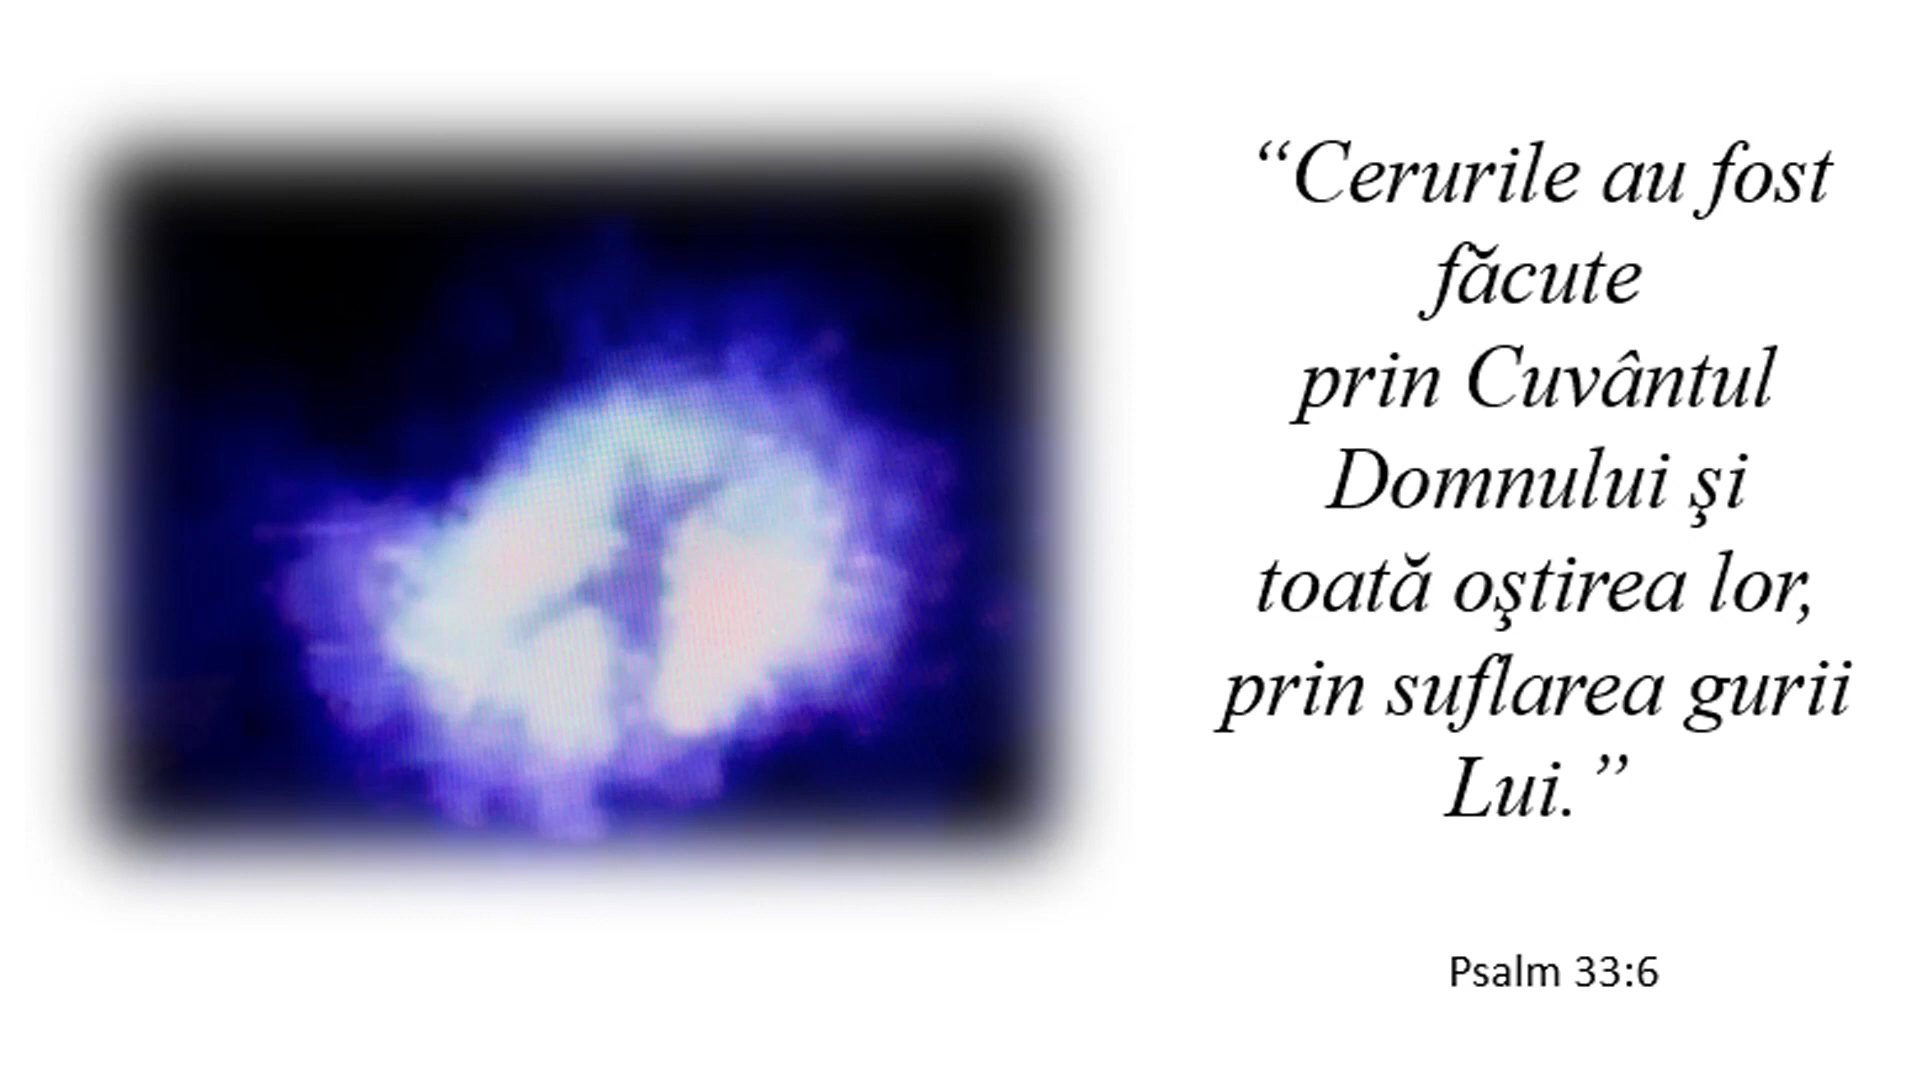 “Cerurile au fost
făcute
prin Cuvântul
Domnului şi
toată oştirea lor,
prin suflarea gurii
Lui.”
Psalm 33:6